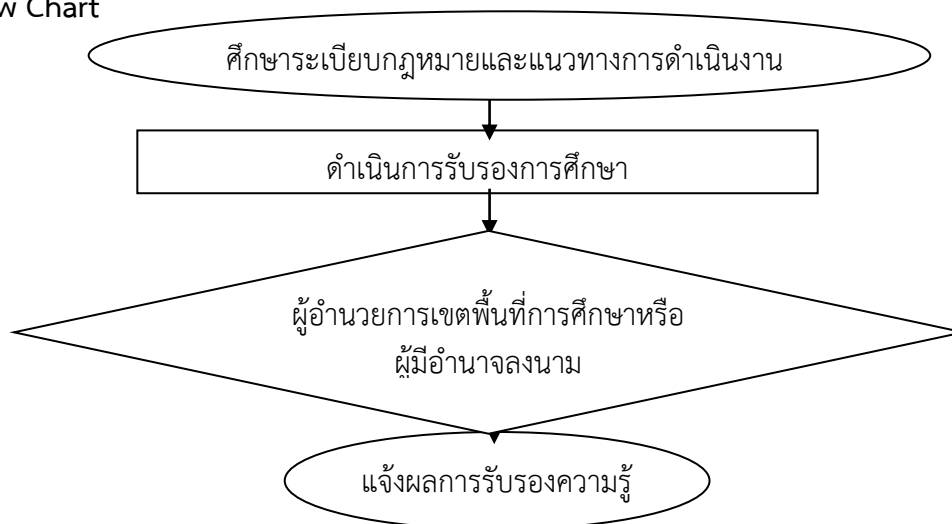 w Chart
ศึกษาระเบียบกฎหมายและแนวทางการดำเนินงาน
ดำเนินการรับรองการศึกษา
ผู้อำนวยการเขตพื้นที่การศึกษาหรือ
ผู้มีอำนาจลงนาม
แจ้งผลการรับรองความรู้